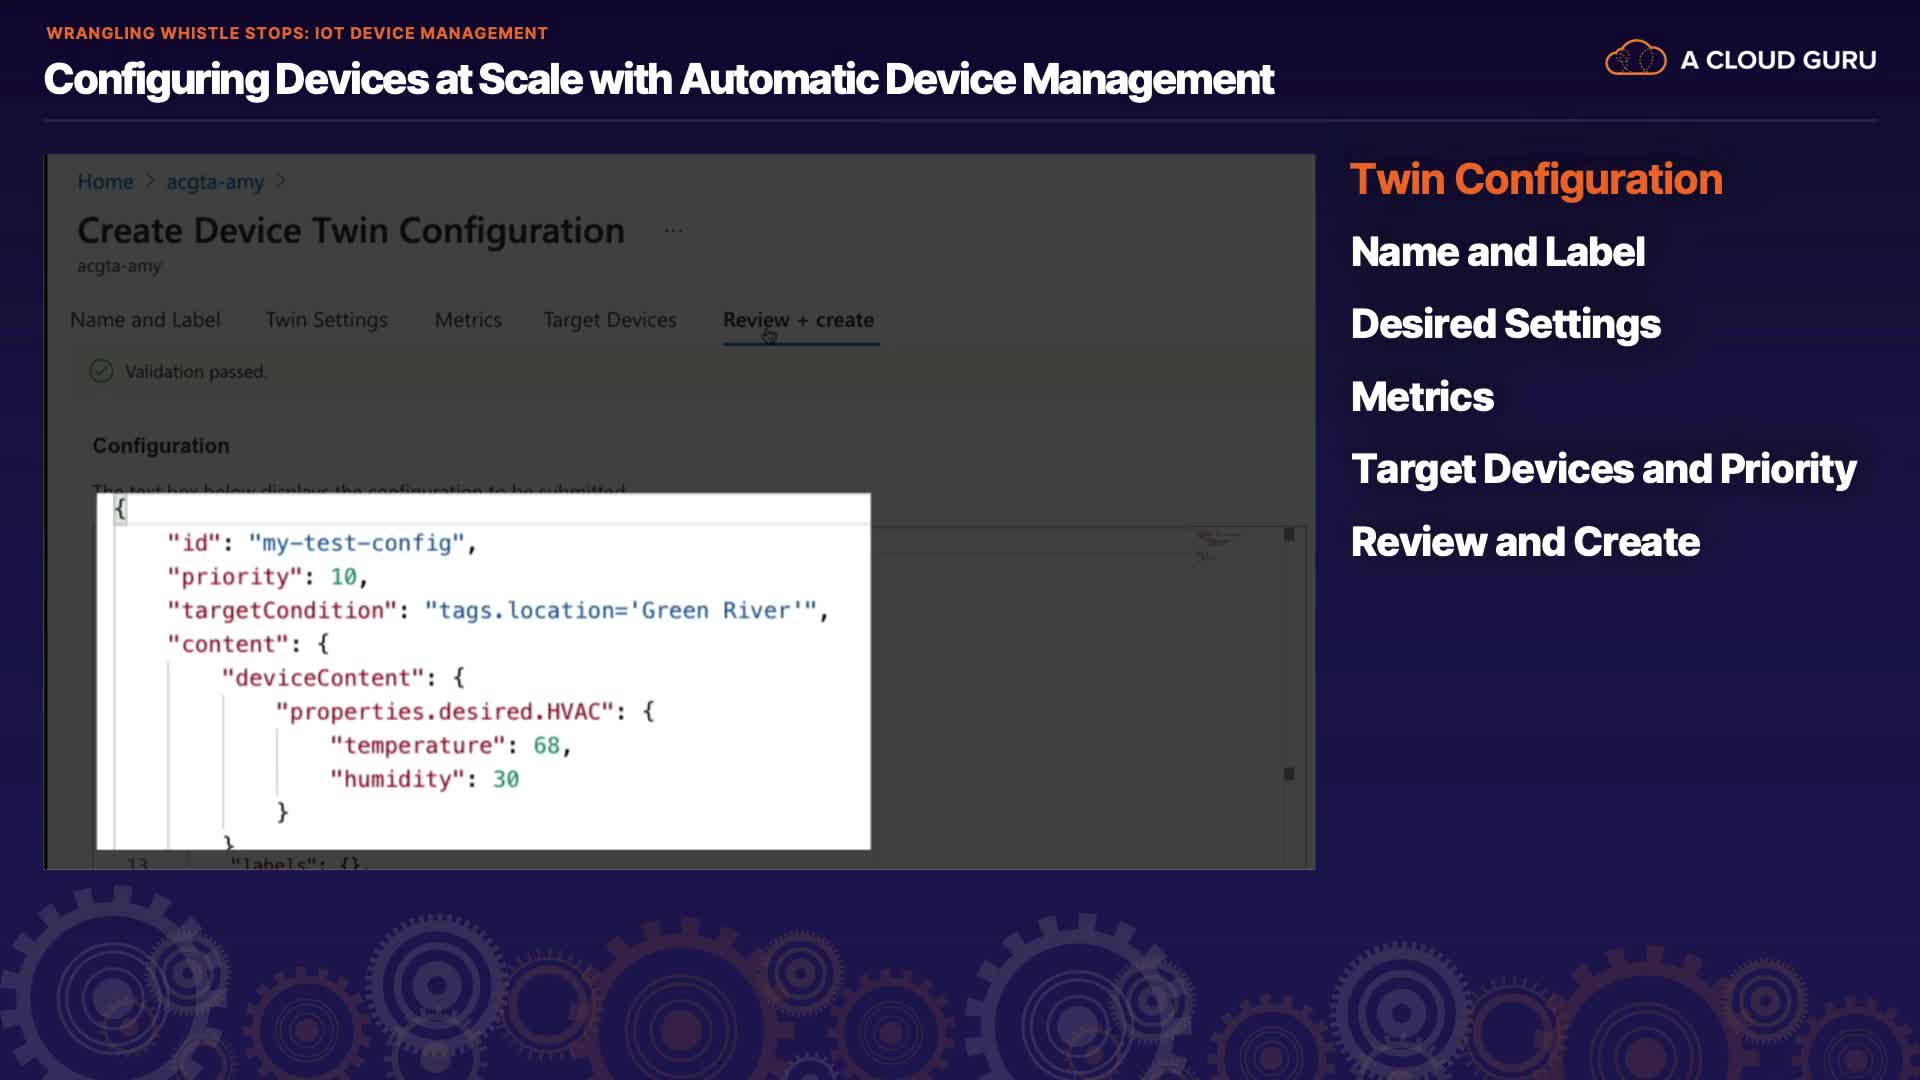 WRANGLING WHISTLE STOPS: IOT DEVICE MANAGEMENT
Configuring Devices at Scale with Automatic Device Management
A CLOUD GURU
Home > acgta-amy >
Create Device Twin Configuration ...
acgta-amy
Name and Label Twin Settings Metrics Target Devices Review + create
Validation passed.
Configuration
The text box below displays the configuration to be submitted.
{
"id": "my-test-config",
"priority": 10,
"targetCondition": "tags.location='Green River'",
"content": {
"deviceContent": {
"properties.desired.HVAC": {
"temperature": 68,
"humidity": 30
}
}
13 "labels": {},
Twin Configuration
Name and Label
Desired Settings
Metrics
Target Devices and Priority
Review and Create